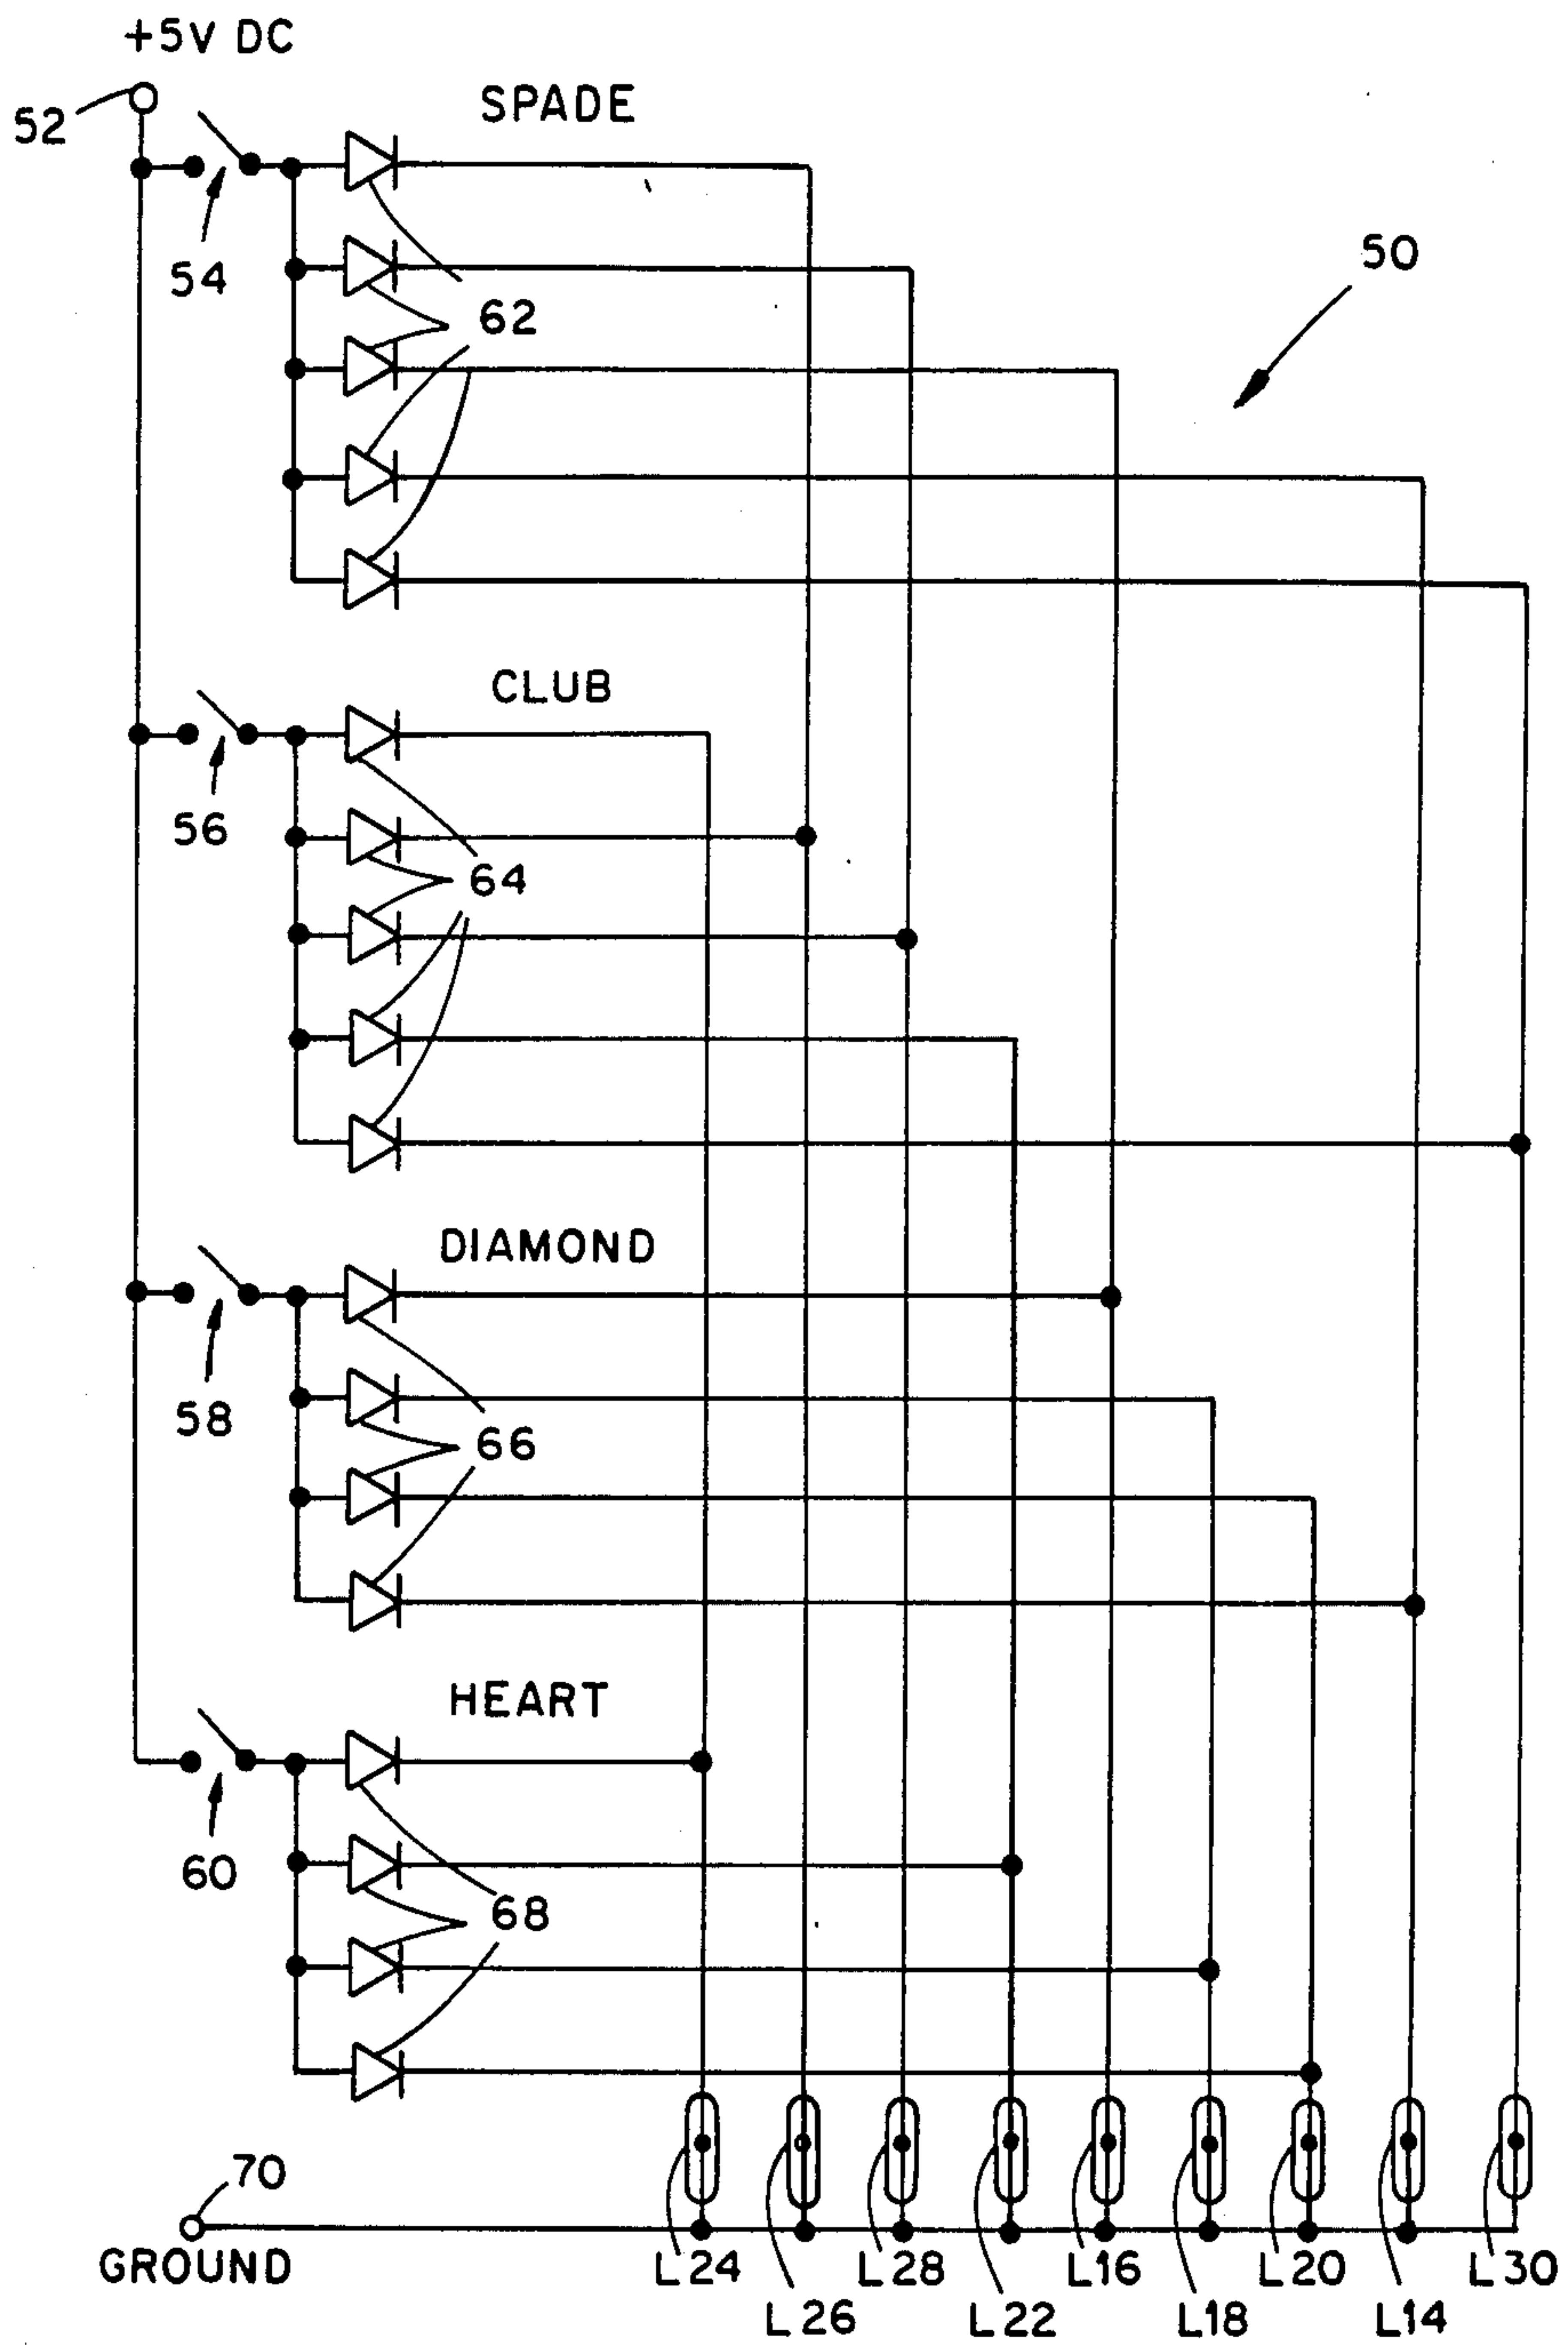 +5V DC
52
SPADE
54
50
62
CLUB
56
64
DIAMOND
58
66
HEART
60
68
70
GROUND
L24
L26
L28
L22
L16
L18
L20
L14
L30